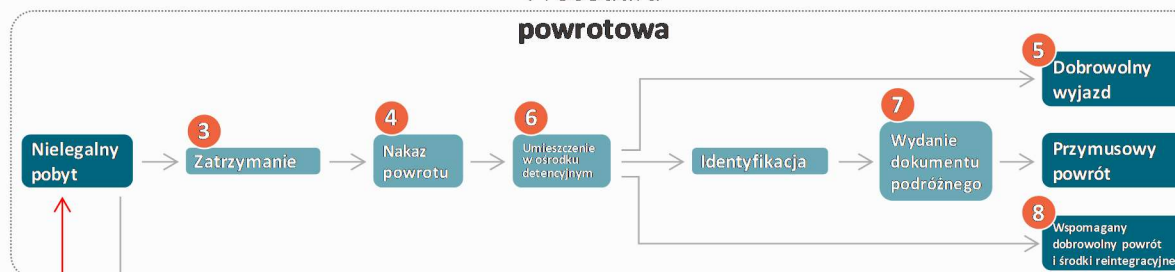 powrotowa
5
Dobrowolny
wyjazd
3
Zatrzymanie
4
Nakaz
powrotu
6
Umieszczenie
w ośrodku
detencyjnym
7
Wydanie
dokumentu
podróżnego
Nielegalny
pobyt
Identyfikacja
Przymusowy
powrót
8
Wspomagany
dobrowolny powrót
i środki reintegracyjne